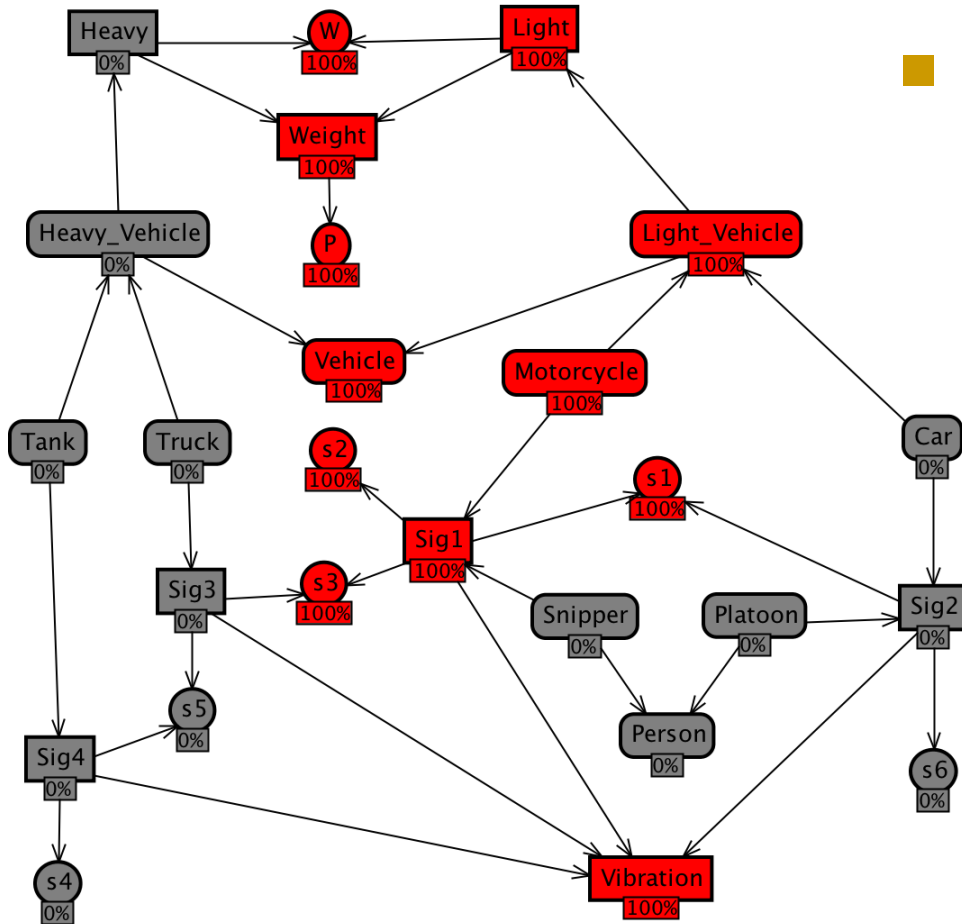 Heavy
0%
W
100%
Light
100%
Weight
100%
Heavy_Vehicle
0%
P
100%
Light_Vehicle
100%
Vehicle
100%
Motorcycle
100%
Tank
0%
Truck
0%
s2
100%
s1
100%
Car
0%
Sig1
100%
Sig3
0%
s3
100%
Snipper
0%
Platoon
0%
Sig2
0%
s5
0%
Person
0%
Sig4
0%
s6
0%
s4
0%
Vibration
100%